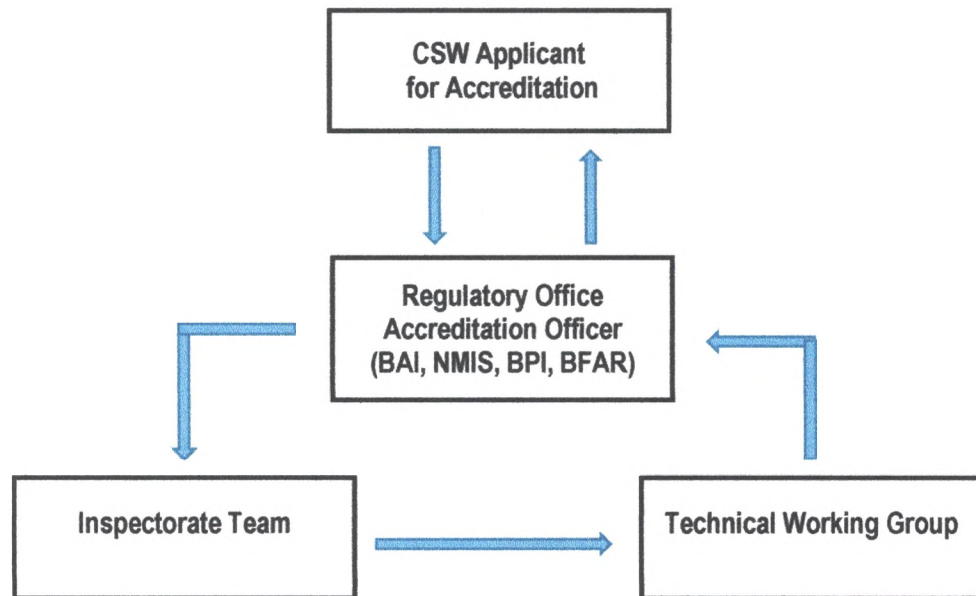 CSW Applicant
for Accreditation
Regulatory Office
Accreditation Officer
(BAI, NMIS, BPI, BFAR)
Inspectorate Team
Technical Working Group